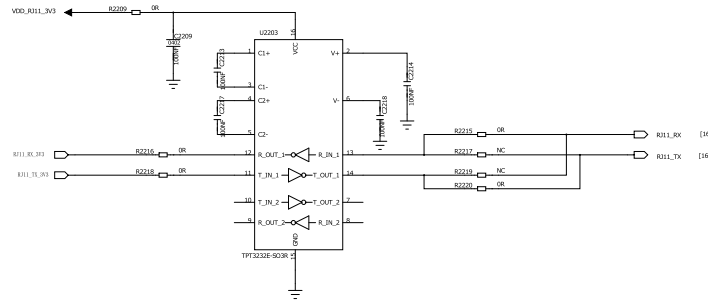 VDD_RJ11_3V3
R2209
0R
C2209
0402
100NF
U2203
16
VCC
1
C1+
V+
2
C2213
100NF
C2214
100NF
3
C1-
4
C2+
V-
6
C2217
100NF
C2218
100NF
5
C2-
R2215
0R
RJ11_RX
[16
RJ11_RX_3V3
R2216
0R
12
R_OUT_1
R_IN_1
13
R2217
NC
RJ11_TX
[16
RJ11_TX_3V3
R2218
0R
11
T_IN_1
T_OUT_1
14
R2219
NC
R2220
0R
10
T_IN_2
T_OUT_2
7
9
R_OUT_2
R_IN_2
8
GND
15
TPT3232E-SO3R